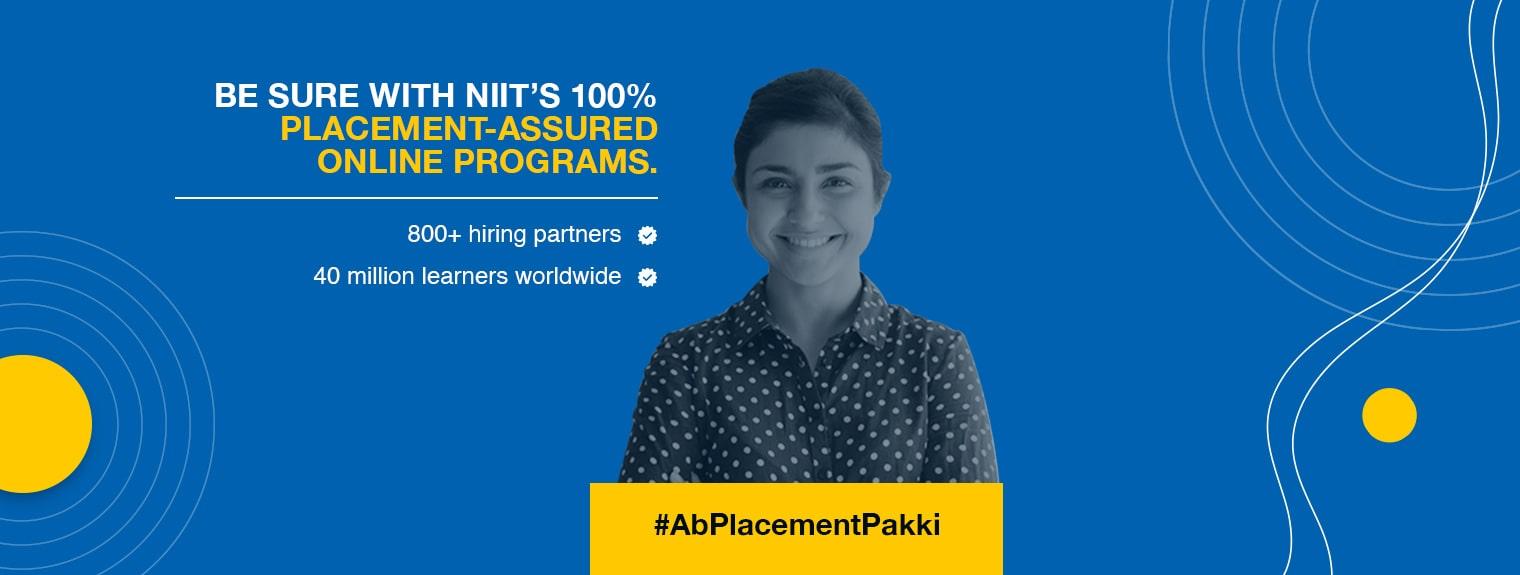 BE SURE WITH NIIT’S 100%
PLACEMENT-ASSURED
ONLINE PROGRAMS.
800+ hiring partners
40 million learners worldwide
#AbPlacementPakki